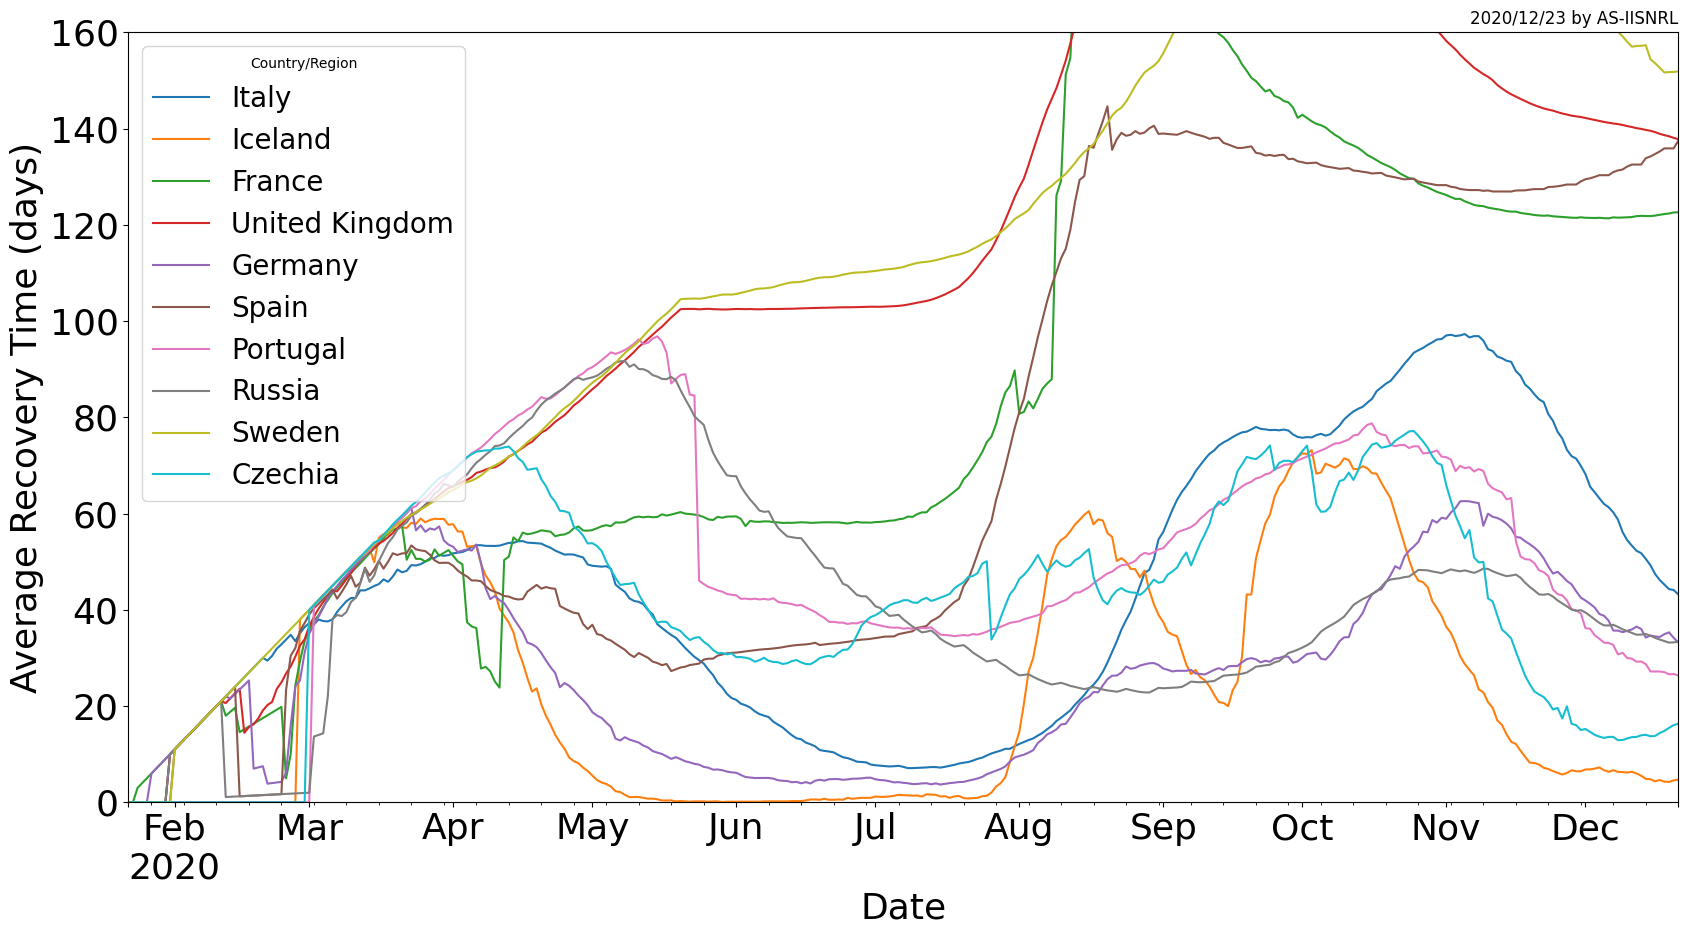 2020/12/23 by AS-IISNRL
160
140
120
100
80
60
40
20
0
Average Recovery Time (days)
Country/Region
Italy
Iceland
France
United Kingdom
Germany
Spain
Portugal
Russia
Sweden
Czechia
Feb Mar Apr May Jun Jul Aug Sep Oct Nov Dec
2020
Date